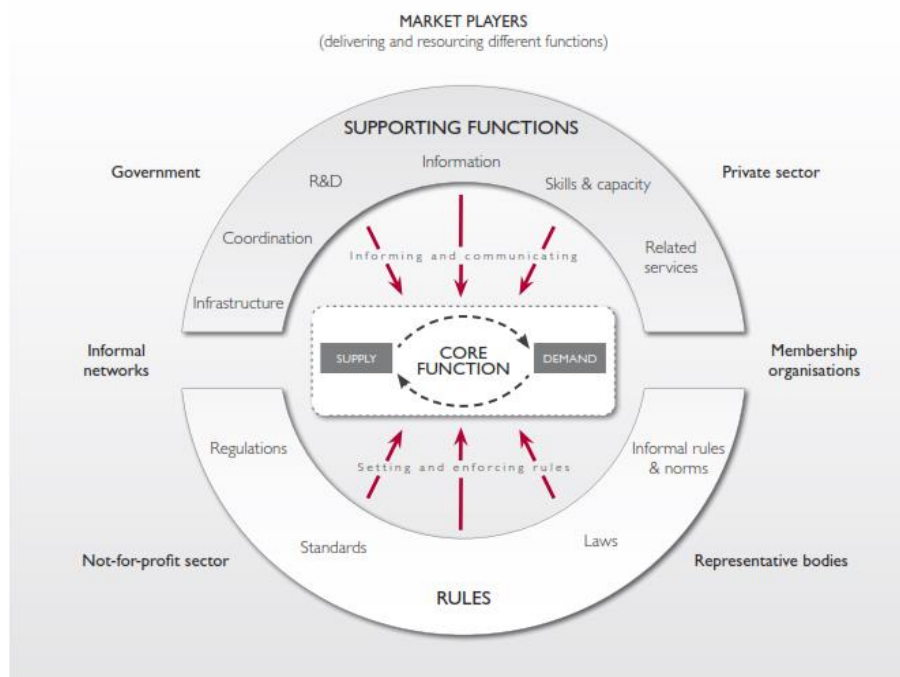 MARKET PLAYERS
(delivering and resourcing different functions)
SUPPORTING FUNCTIONS
Information
Government
R&D
Skills & capacity
Private sector
Coordination
Informing and communicating
Related
services
Infrastructure
Informal
networks
SUPPLY
CORE
FUNCTION
DEMAND
Membership
organisations
Regulations
Setting and enforcing rules
Informal rules
& norms
Standards
Laws
Not-for-profit sector
Representative bodies
RULES